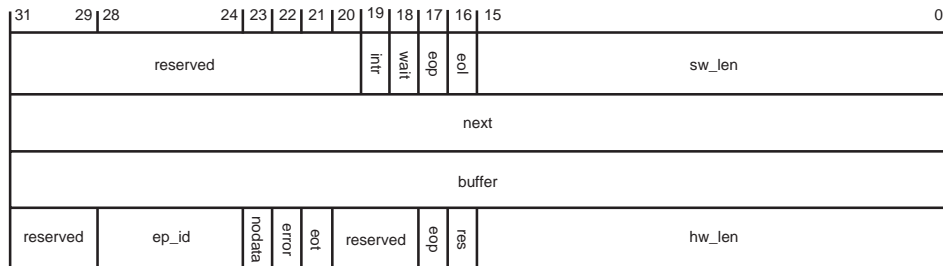 31 29 28 24 23 22 21 20 19 18 17 16 15 0
reserved intr wait eop eol sw_len
next
buffer
reserved ep_id nodata error eot reserved eop res hw_len